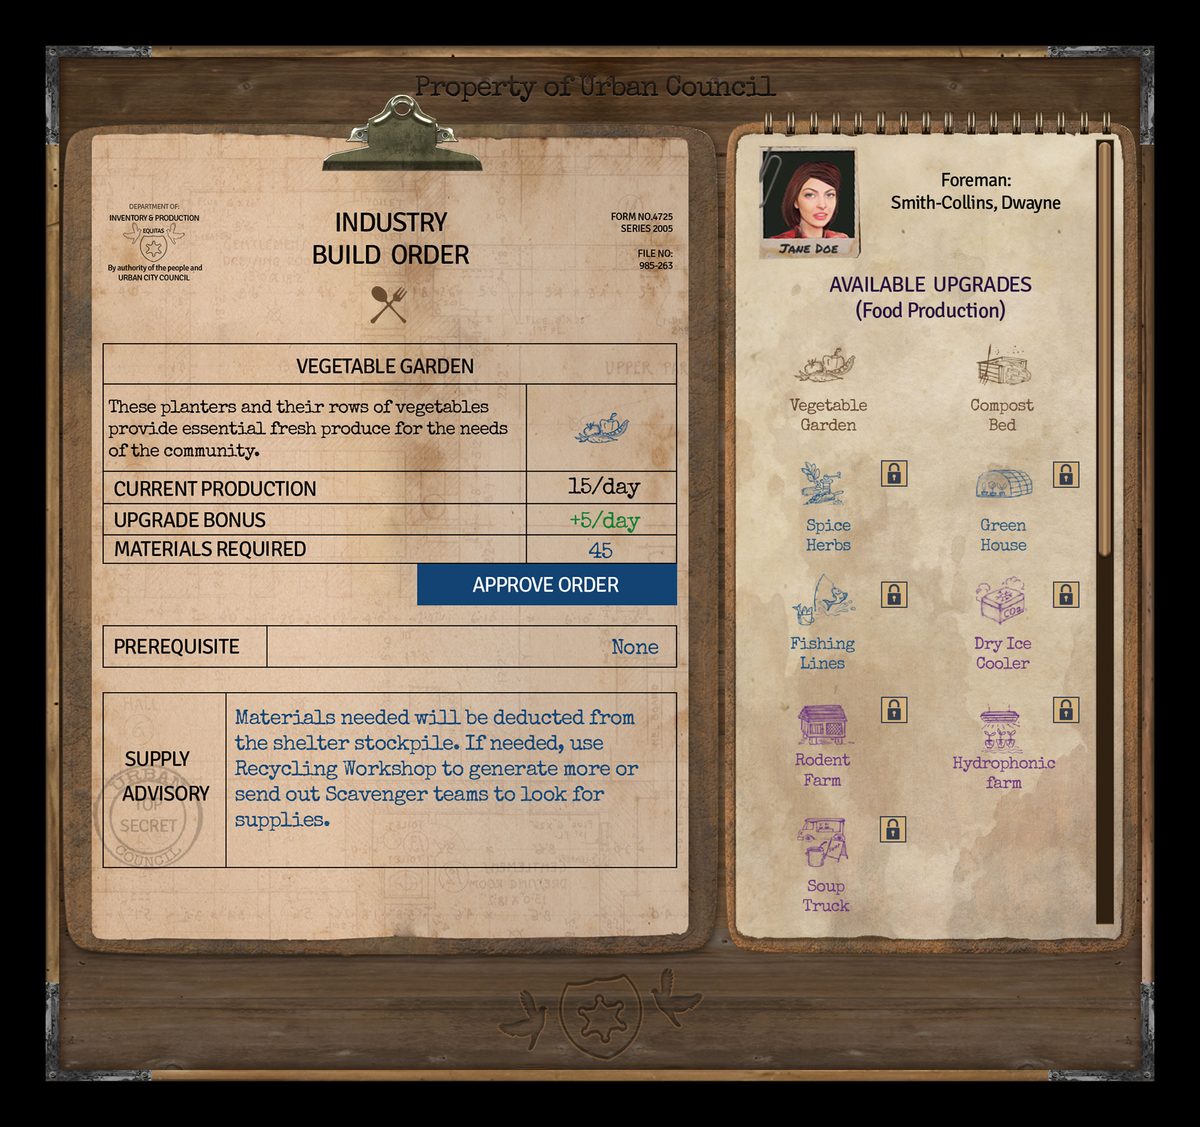 Property of Urban Council
DEPARTMENT OF:
INVENTORY & PRODUCTION
EQUITAS
By authority of the people and
URBAN CITY COUNCIL
INDUSTRY
BUILD ORDER
FORM NO.4725
SERIES 2005
FILE NO:
985-263
VEGETABLE GARDEN
These planters and their rows of vegetables
provide essential fresh produce for the needs
of the community.
CURRENT PRODUCTION 15/day
UPGRADE BONUS +5/day
MATERIALS REQUIRED 45
APPROVE ORDER
PREREQUISITE None
SUPPLY
ADVISORY
Materials needed will be deducted from
the shelter stockpile. If needed, use
Recycling Workshop to generate more or
send out Scavenger teams to look for
supplies.
URBAN
TOP
SECRET
COUNCIL
JANE DOE
Foreman:
Smith-Collins, Dwayne
AVAILABLE UPGRADES
(Food Production)
Vegetable
Garden
Compost
Bed
Spice
Herbs
Green
House
Fishing
Lines
CO2
Dry Ice
Cooler
Rodent
Farm
Hydrophonic
farm
Soup
Truck